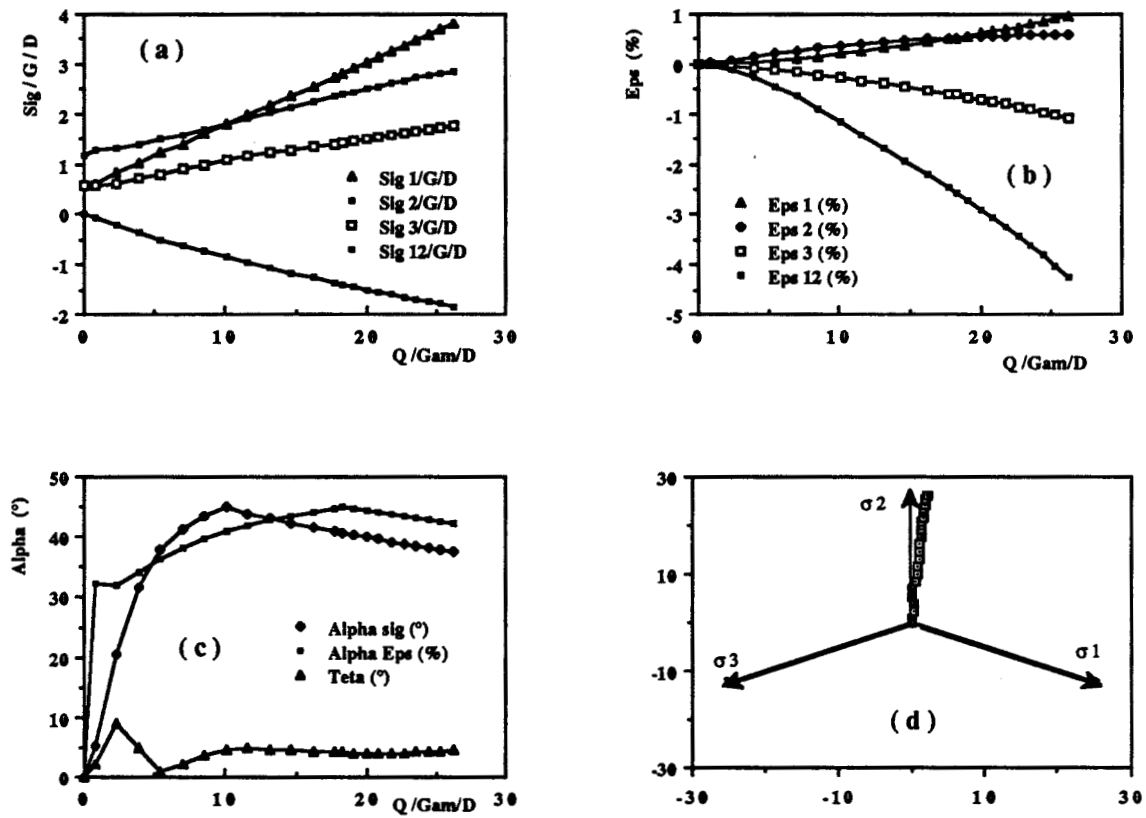 ( a )
Sig / G / D
4
3
2
1
0
-1
-2
Sig 1/G/D
Sig 2/G/D
Sig 3/G/D
Sig 12/G/D
0 10 20 30
Q /Gam/D
( b )
Eps (%)
1
0
-1
-2
-3
-4
-5
Eps 1 (%)
Eps 2 (%)
Eps 3 (%)
Eps 12 (%)
0 10 20 30
Q /Gam/D
( c )
Alpha (°)
50
40
30
20
10
0
Alpha sig (°)
Alpha Eps (%)
Teta (°)
0 10 20 30
Q /Gam/D
( d )
30
10
-10
-30
σ2
σ3
σ1
-30 -10 10 30